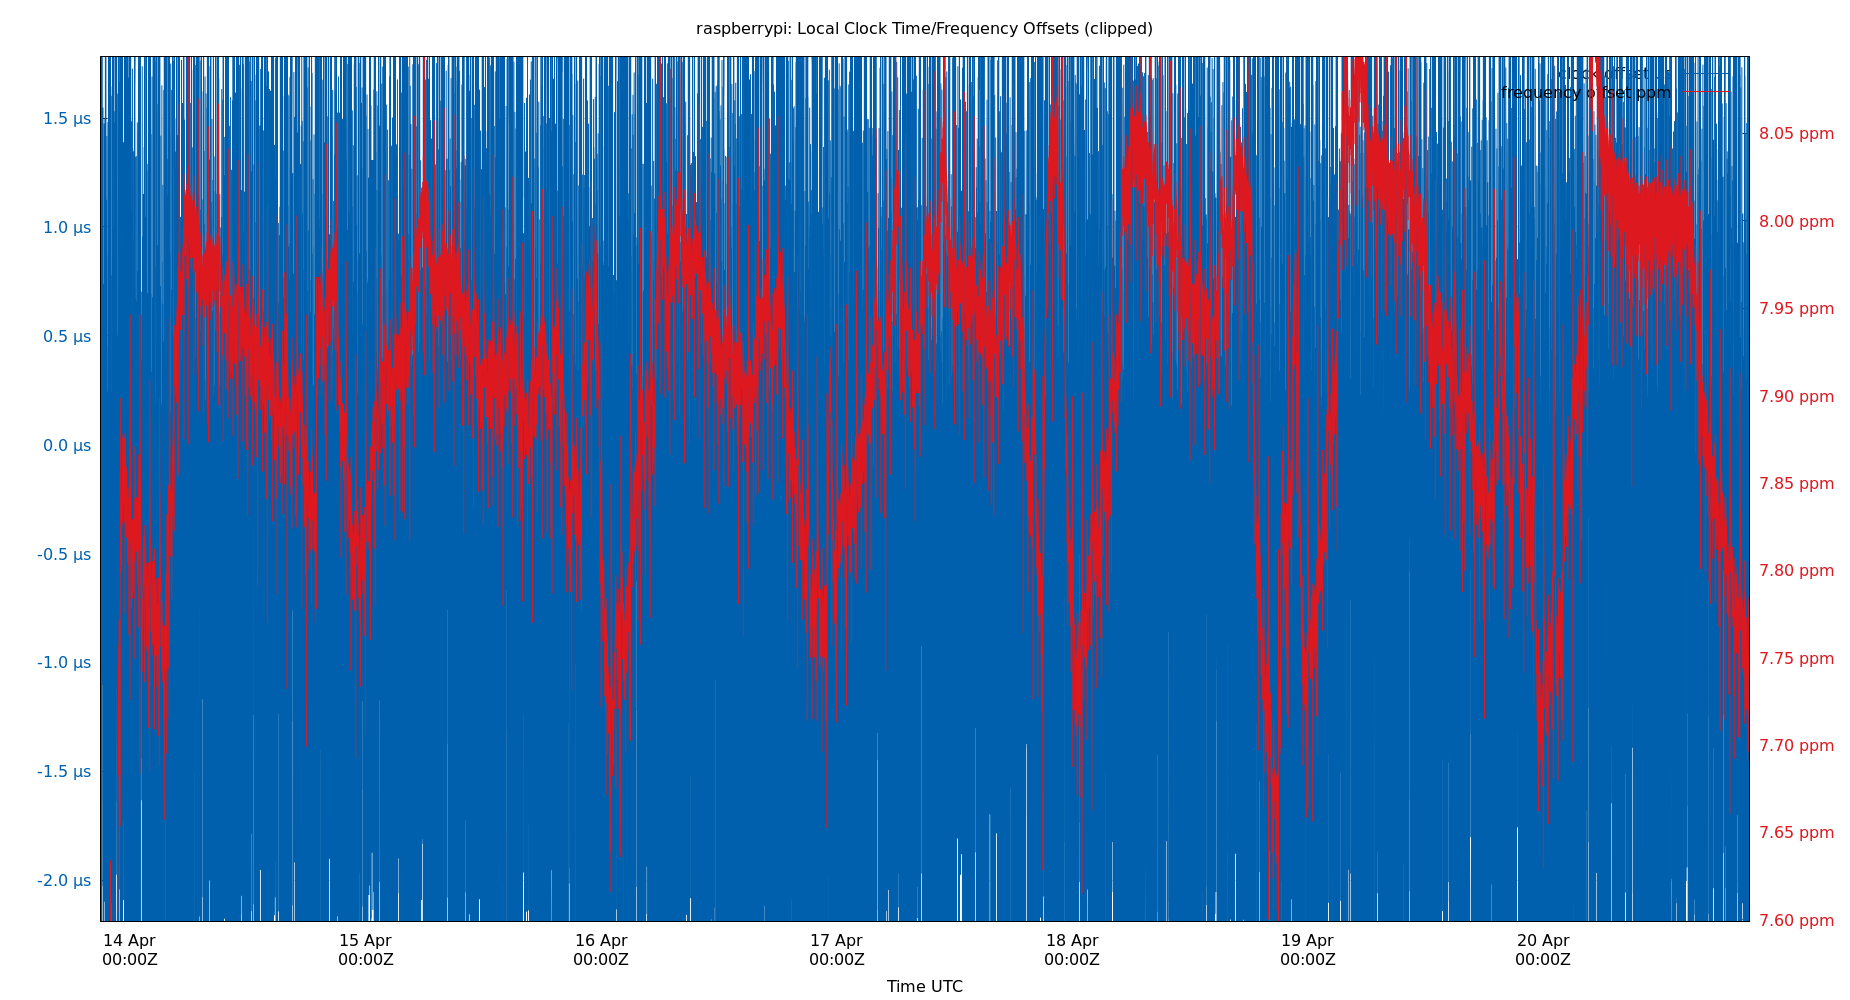 raspberrypi: Local Clock Time/Frequency Offsets (clipped)
clock offset
frequency offset ppm
1.5 µs
1.0 µs
0.5 µs
0.0 µs
-0.5 µs
-1.0 µs
-1.5 µs
-2.0 µs
8.05 ppm
8.00 ppm
7.95 ppm
7.90 ppm
7.85 ppm
7.80 ppm
7.75 ppm
7.70 ppm
7.65 ppm
7.60 ppm
14 Apr 15 Apr 16 Apr 17 Apr 18 Apr 19 Apr 20 Apr
00:00Z 00:00Z 00:00Z 00:00Z 00:00Z 00:00Z 00:00Z
Time UTC